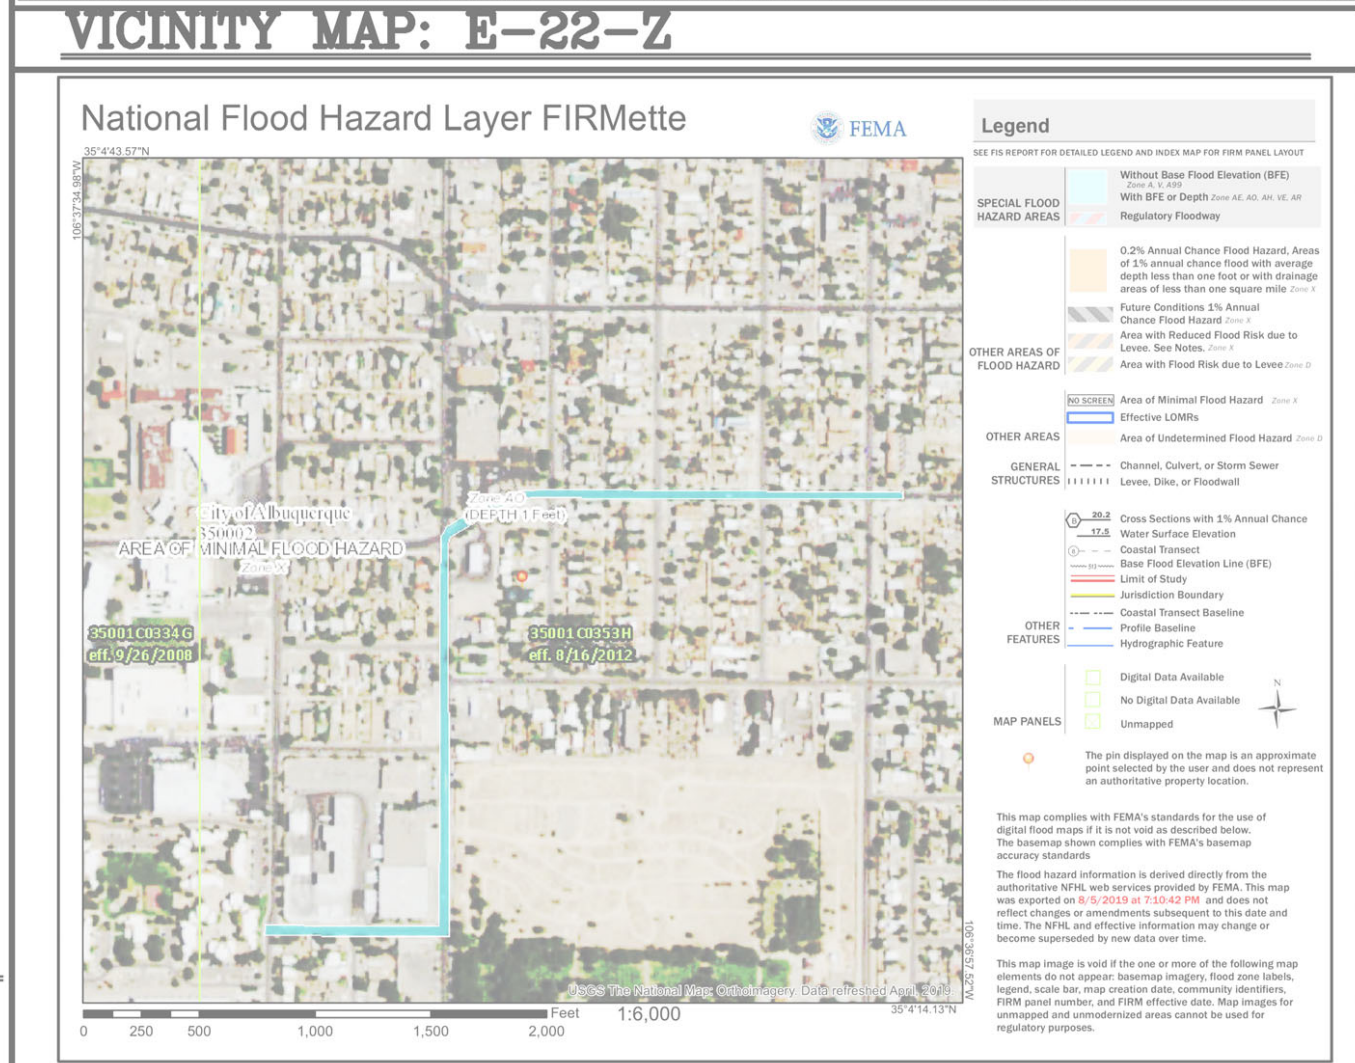 VICINITY MAP: E-22-Z
National Flood Hazard Layer FIRMette
FEMA
35°4'43.57"N
106°37'34.98"W
City of Albuquerque
350002
AREA OF MINIMAL FLOOD HAZARD
Zone X
Zone AO
(DEPTH 1 Feet)
35001C0334G
eff. 9/26/2008
35001C0353H
eff. 8/16/2012
USGS The National Map: Orthoimagery. Data refreshed April, 2019.
106°36'57.52"W
35°4'14.13"N
Feet
1:6,000
0
250
500
1,000
1,500
2,000
Legend
SEE FIS REPORT FOR DETAILED LEGEND AND INDEX MAP FOR FIRM PANEL LAYOUT
SPECIAL FLOOD
HAZARD AREAS
Without Base Flood Elevation (BFE)
Zone A, V, A99
With BFE or Depth Zone AE, AO, AH, VE, AR
Regulatory Floodway
OTHER AREAS OF
FLOOD HAZARD
0.2% Annual Chance Flood Hazard, Areas
of 1% annual chance flood with average
depth less than one foot or with drainage
areas of less than one square mile Zone X
Future Conditions 1% Annual
Chance Flood Hazard Zone X
Area with Reduced Flood Risk due to
Levee. See Notes. Zone X
Area with Flood Risk due to Levee Zone D
OTHER AREAS
NO SCREEN Area of Minimal Flood Hazard Zone X
Effective LOMRs
Area of Undetermined Flood Hazard Zone D
GENERAL
STRUCTURES
Channel, Culvert, or Storm Sewer
Levee, Dike, or Floodwall
OTHER
FEATURES
B 20.2 Cross Sections with 1% Annual Chance
17.5 Water Surface Elevation
8 Coastal Transect
513 Base Flood Elevation Line (BFE)
Limit of Study
Jurisdiction Boundary
Coastal Transect Baseline
Profile Baseline
Hydrographic Feature
MAP PANELS
Digital Data Available
No Digital Data Available
Unmapped
N
The pin displayed on the map is an approximate
point selected by the user and does not represent
an authoritative property location.
This map complies with FEMA's standards for the use of
digital flood maps if it is not void as described below.
The basemap shown complies with FEMA's basemap
accuracy standards
The flood hazard information is derived directly from the
authoritative NFHL web services provided by FEMA. This map
was exported on 8/5/2019 at 7:10:42 PM and does not
reflect changes or amendments subsequent to this date and
time. The NFHL and effective information may change or
become superseded by new data over time.
This map image is void if the one or more of the following map
elements do not appear: basemap imagery, flood zone labels,
legend, scale bar, map creation date, community identifiers,
FIRM panel number, and FIRM effective date. Map images for
unmapped and unmodernized areas cannot be used for
regulatory purposes.